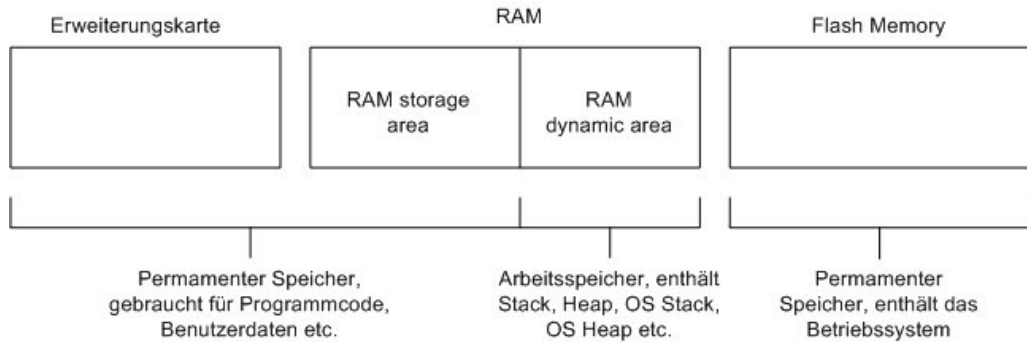 Erweiterungskarte
RAM
Flash Memory
RAM storage
area
RAM
dynamic area
Permamenter Speicher,
gebraucht für Programmcode,
Benutzerdaten etc.
Arbeitsspeicher, enthält
Stack, Heap, OS Stack,
OS Heap etc.
Permamenter
Speicher, enthält das
Betriebssystem